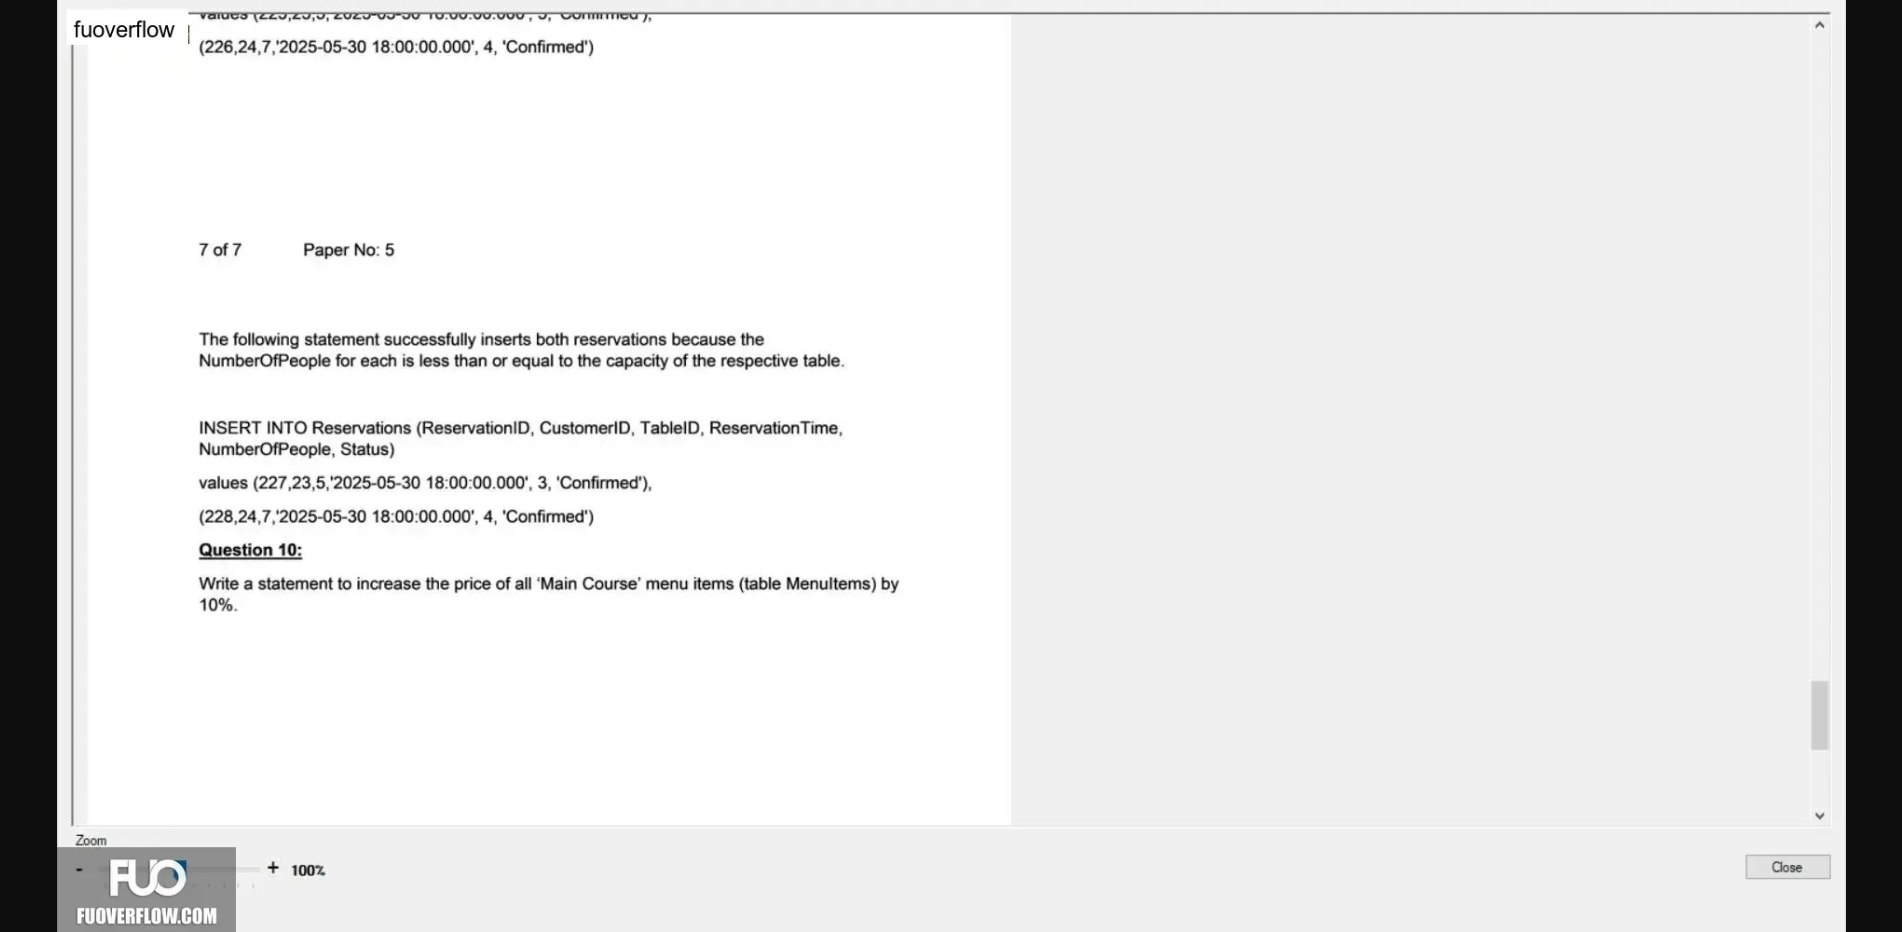 fuoverflow
values (225,23,5,'2025-05-30 18:00:00.000', 3, 'Confirmed'),
(226,24,7,'2025-05-30 18:00:00.000', 4, 'Confirmed')
7 of 7 Paper No: 5
The following statement successfully inserts both reservations because the
NumberOfPeople for each is less than or equal to the capacity of the respective table.
INSERT INTO Reservations (ReservationID, CustomerID, TableID, ReservationTime,
NumberOfPeople, Status)
values (227,23,5,'2025-05-30 18:00:00.000', 3, 'Confirmed'),
(228,24,7,'2025-05-30 18:00:00.000', 4, 'Confirmed')
Question 10:
Write a statement to increase the price of all ‘Main Course’ menu items (table MenuItems) by
10%.
Zoom
- + 100%
Close
FUO
FUOVERFLOW.COM